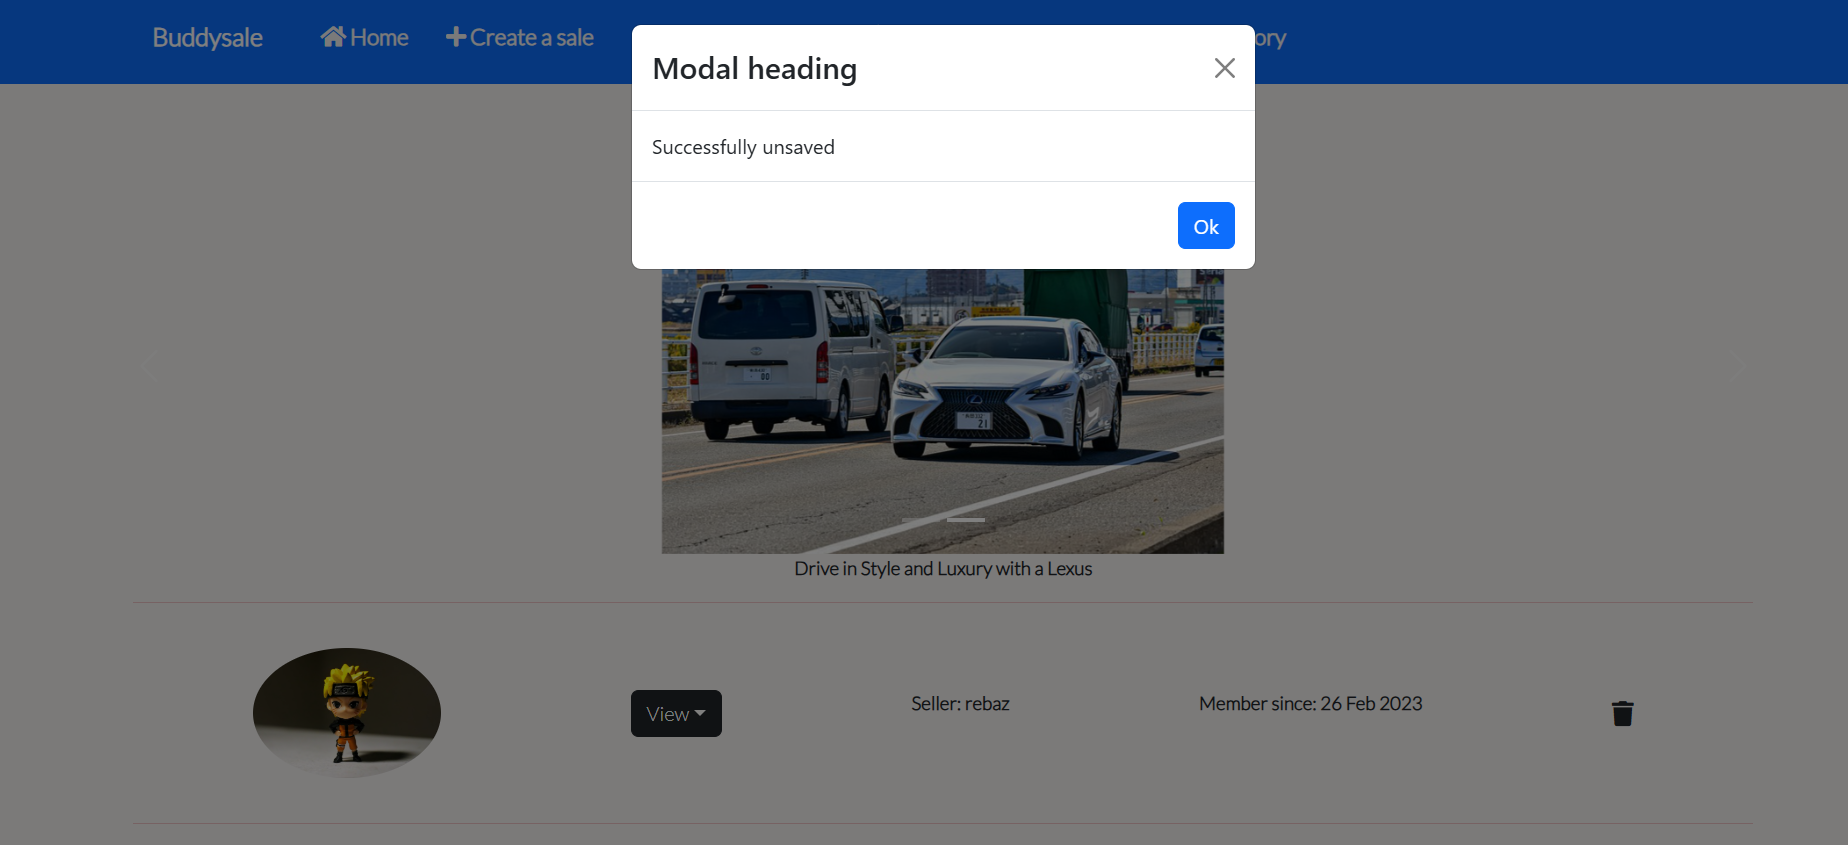 Buddysale Home Create a sale ory
Modal heading
Successfully unsaved
Ok
21
Drive in Style and Luxury with a Lexus
View Seller: rebaz Member since: 26 Feb 2023